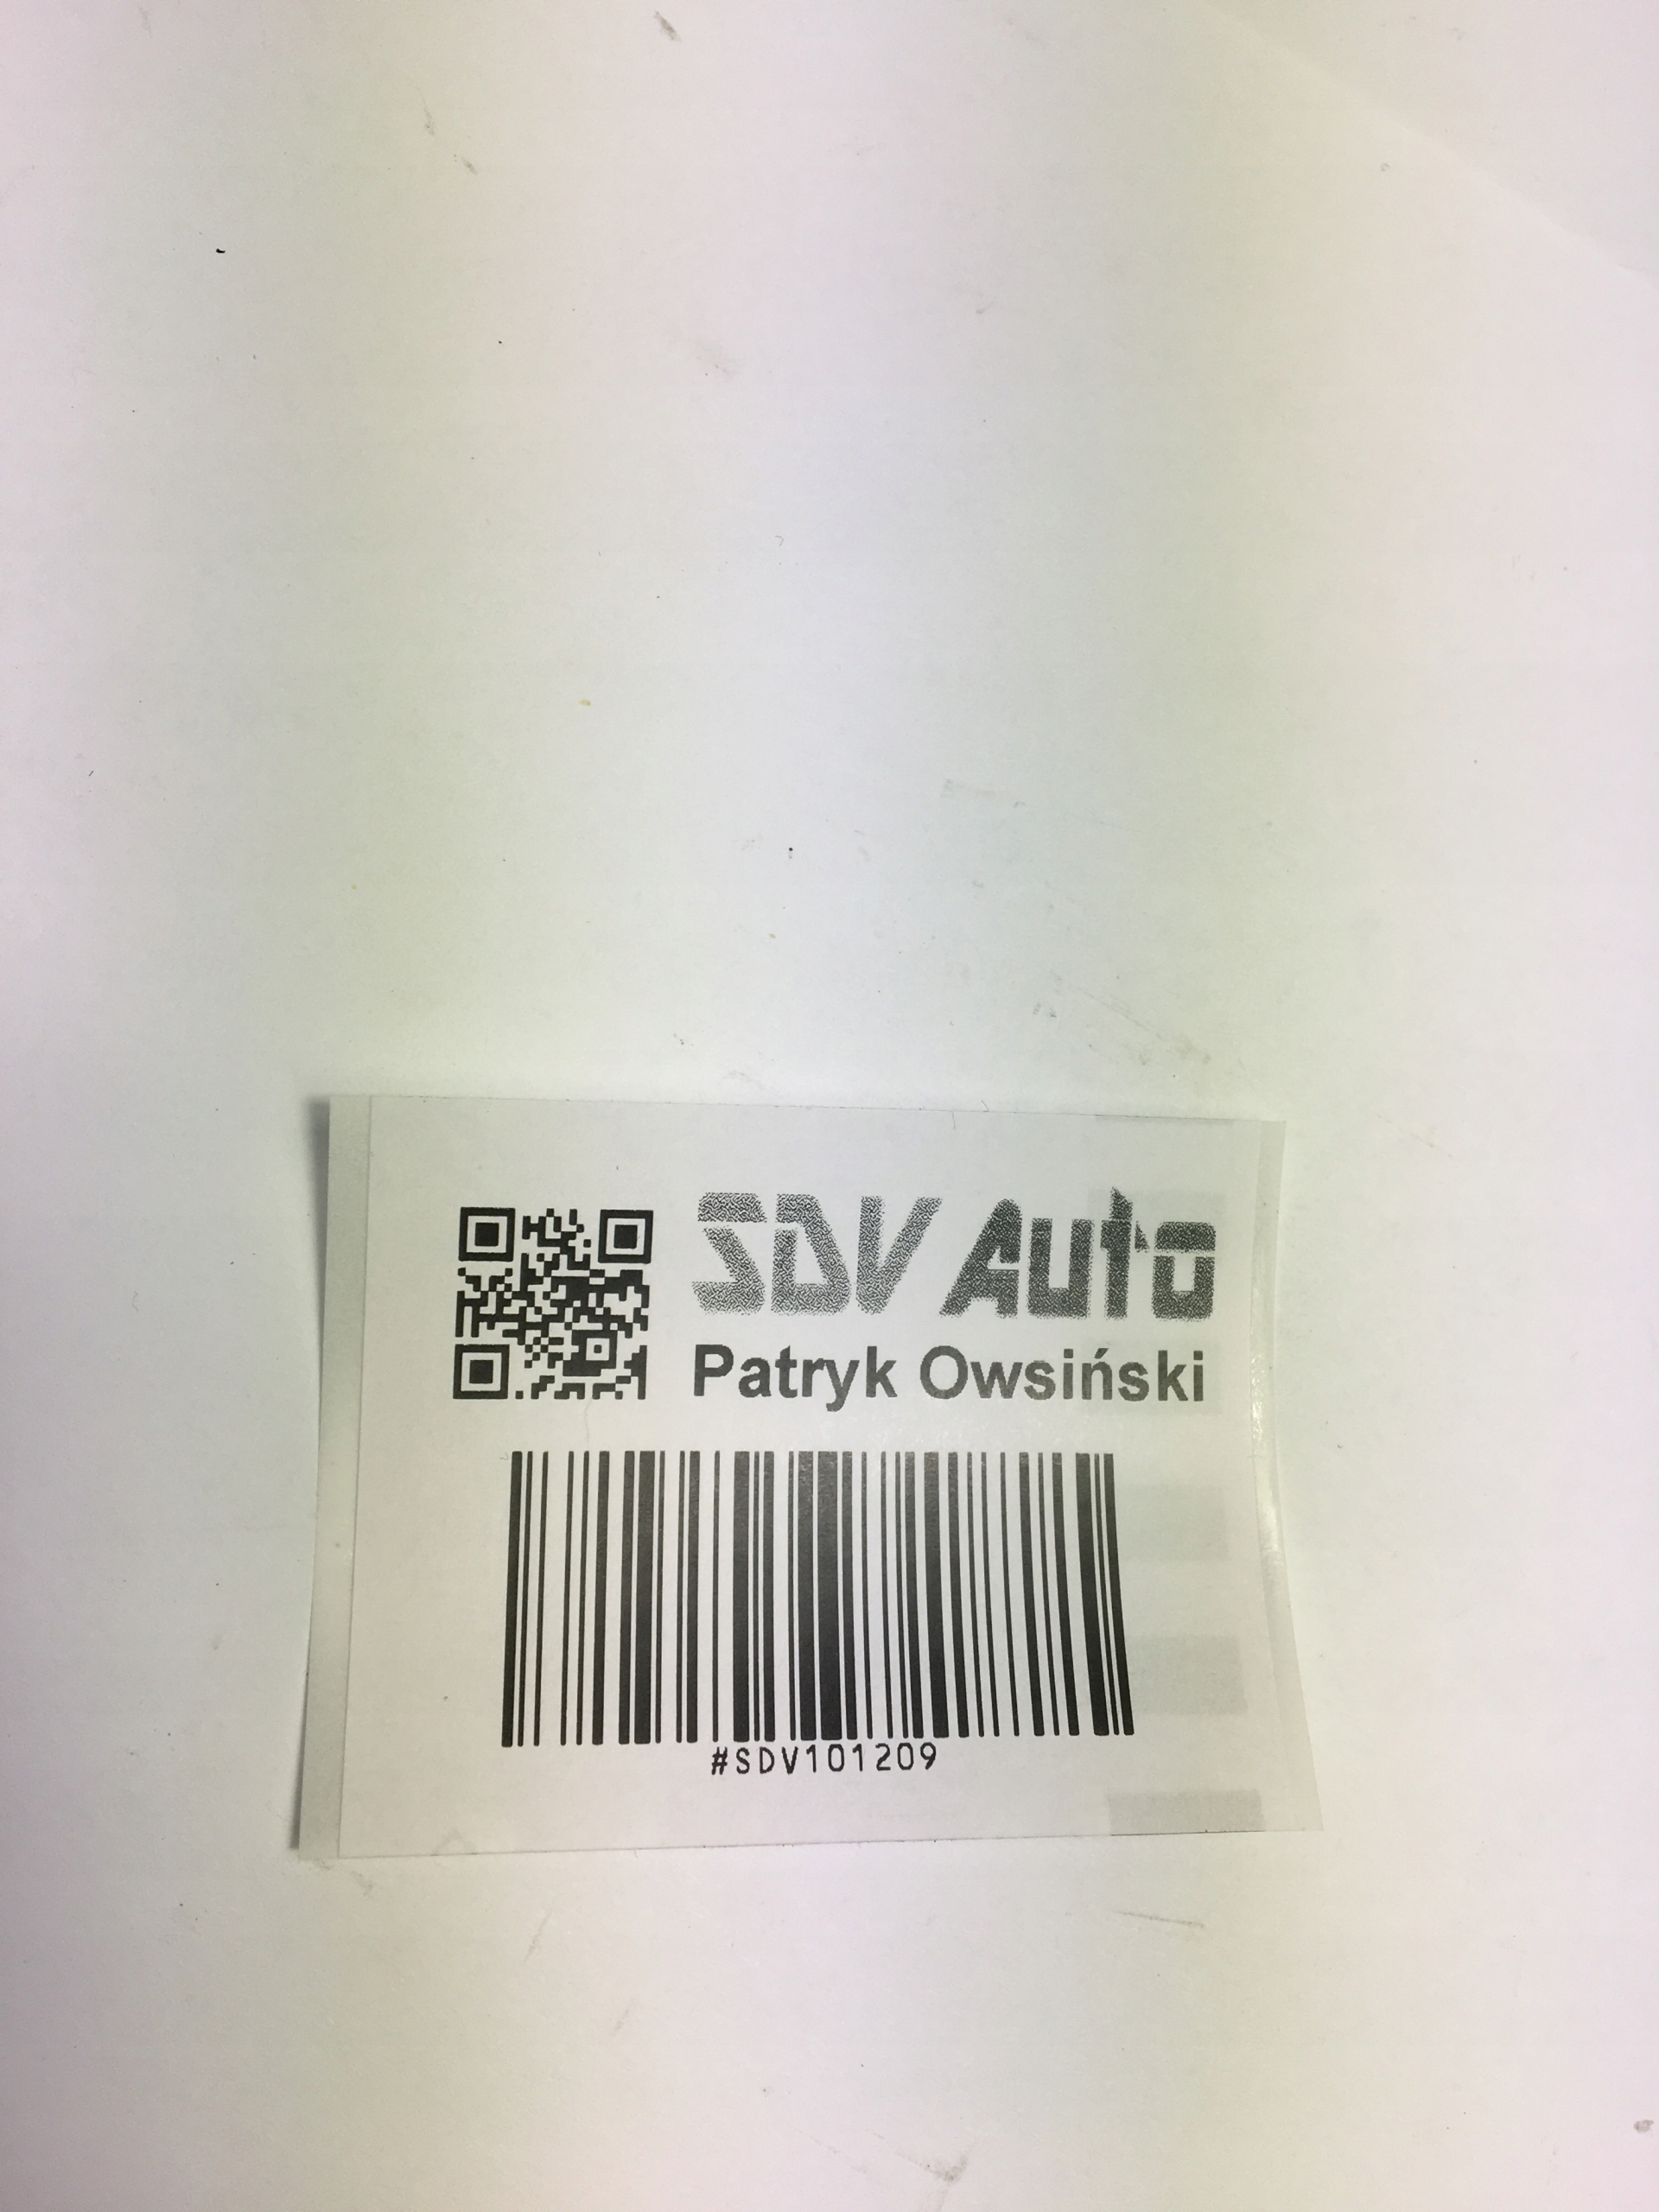 SDV Auto
Patryk Owsiński
#SDV101209